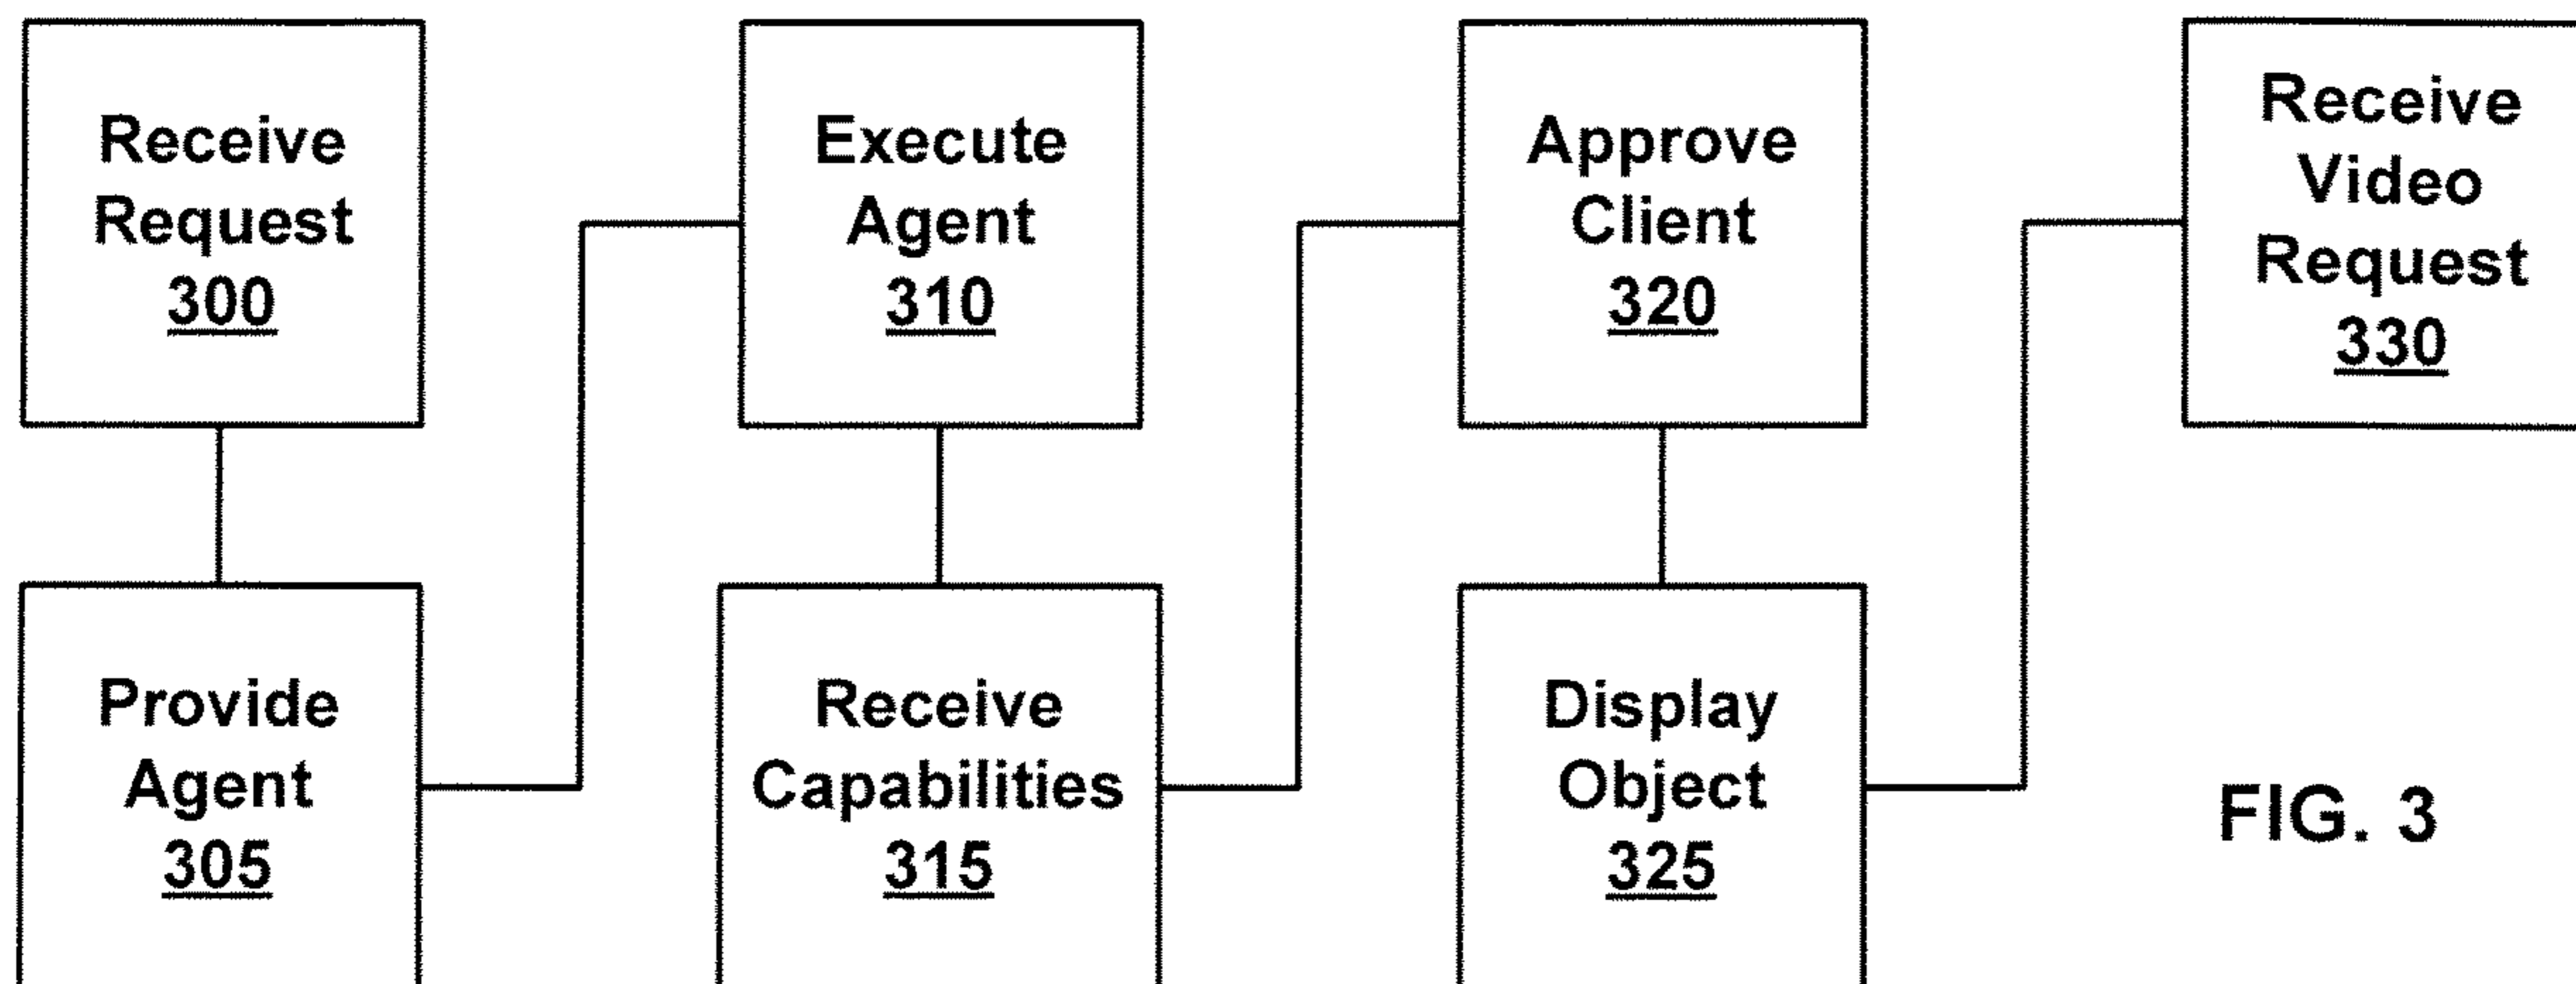 Receive
Request
300
Provide
Agent
305
Execute
Agent
310
Receive
Capabilities
315
Approve
Client
320
Display
Object
325
Receive
Video
Request
330
FIG. 3